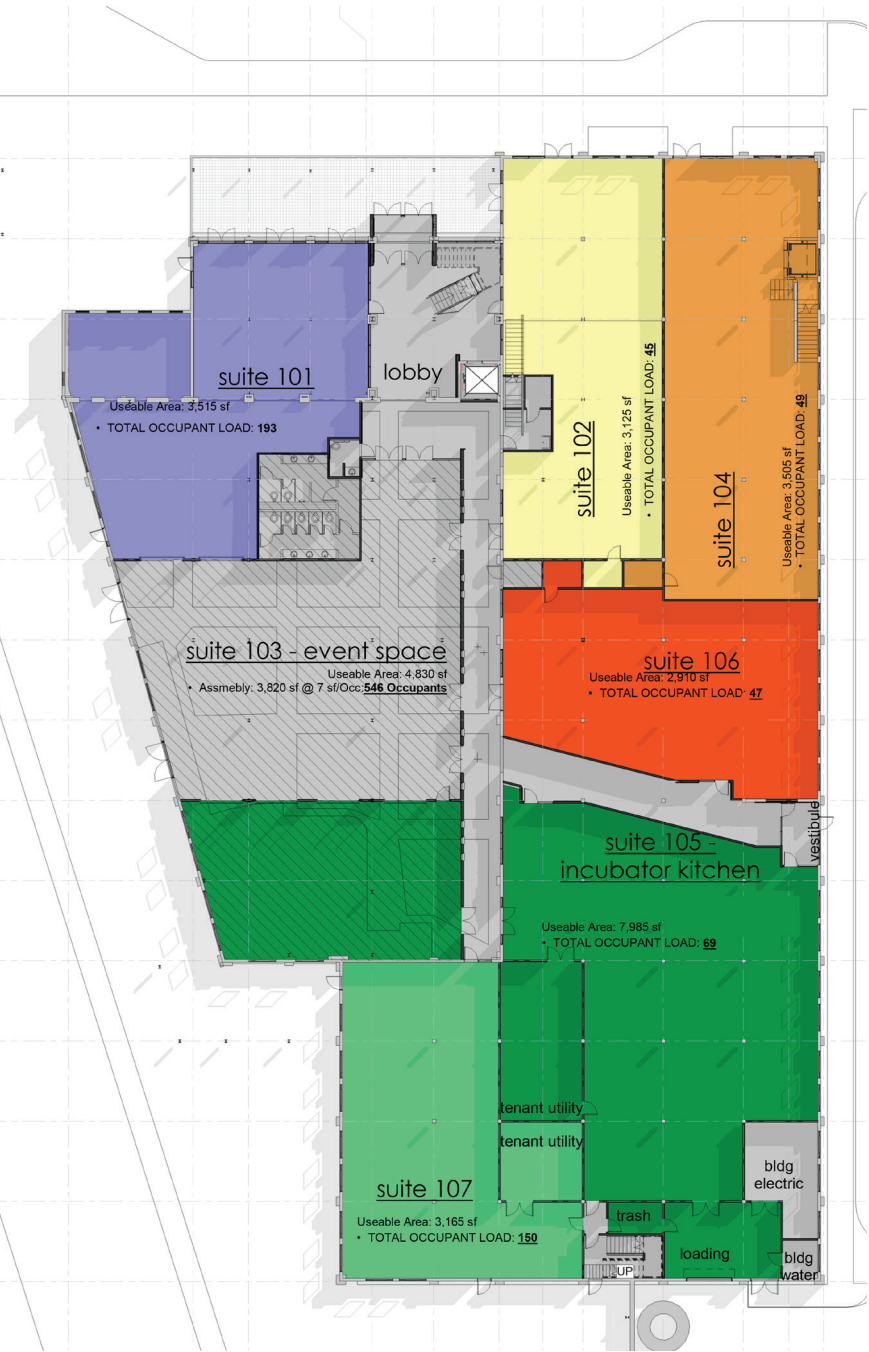 suite 101
Useable Area: 3,515 sf
• TOTAL OCCUPANT LOAD: 193
lobby
suite 102
Useable Area: 3,125 sf
• TOTAL OCCUPANT LOAD: 45
suite 104
Useable Area: 3,505 sf
• TOTAL OCCUPANT LOAD: 49
suite 103 - event space
Useable Area: 4,830 sf
• Assmebly: 3,820 sf @ 7 sf/Occ:546 Occupants
suite 106
Useable Area: 2,910 sf
• TOTAL OCCUPANT LOAD: 47
vestibule
suite 105 -
incubator kitchen
Useable Area: 7,985 sf
• TOTAL OCCUPANT LOAD: 69
tenant utility
tenant utility
bldg
electric
suite 107
Useable Area: 3,165 sf
• TOTAL OCCUPANT LOAD: 150
trash
loading
bldg
water
UP